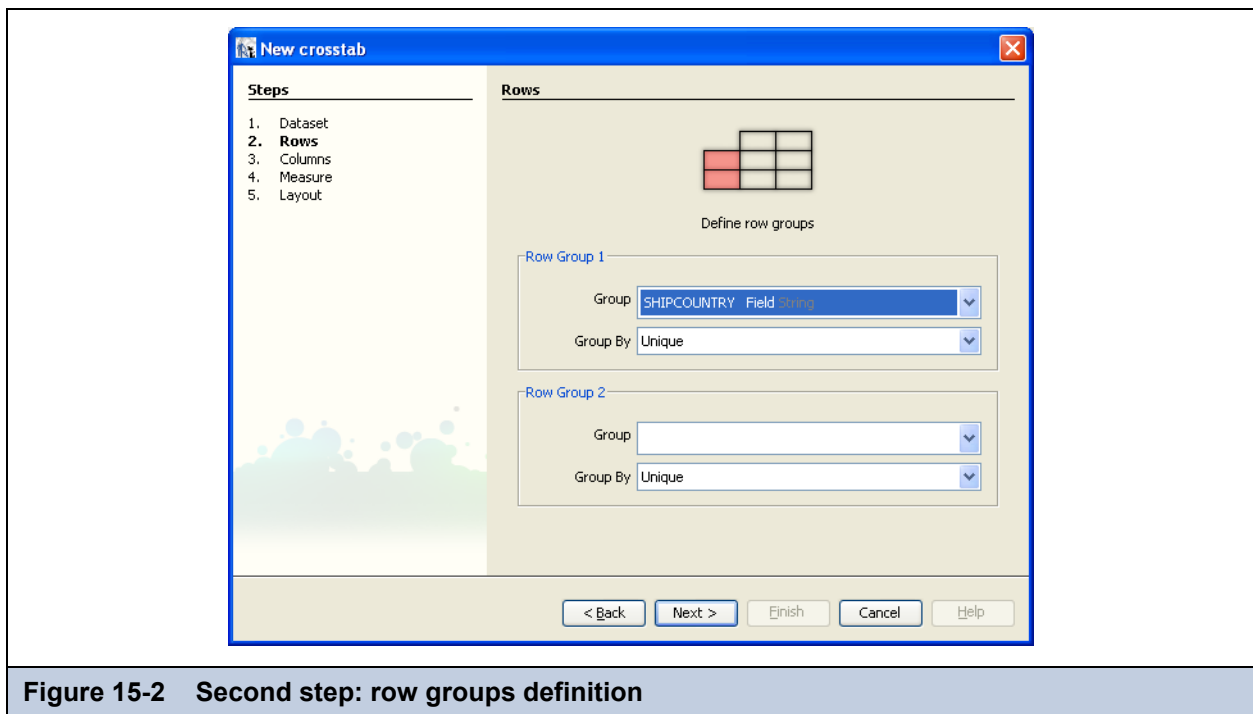 New crosstab
Steps
1. Dataset
2. Rows
3. Columns
4. Measure
5. Layout
Rows
Define row groups
Row Group 1
Group SHIPCOUNTRY Field String
Group By Unique
Row Group 2
Group
Group By Unique
< Back Next > Finish Cancel Help
Figure 15-2 Second step: row groups definition